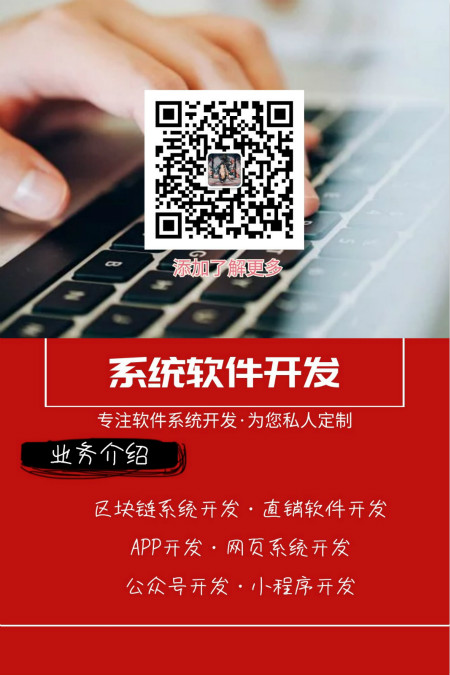 添加了解更多
系统软件开发
专注软件系统开发·为您私人定制
业务介绍
区块链系统开发·直销软件开发
APP开发·网页系统开发
公众号开发·小程序开发